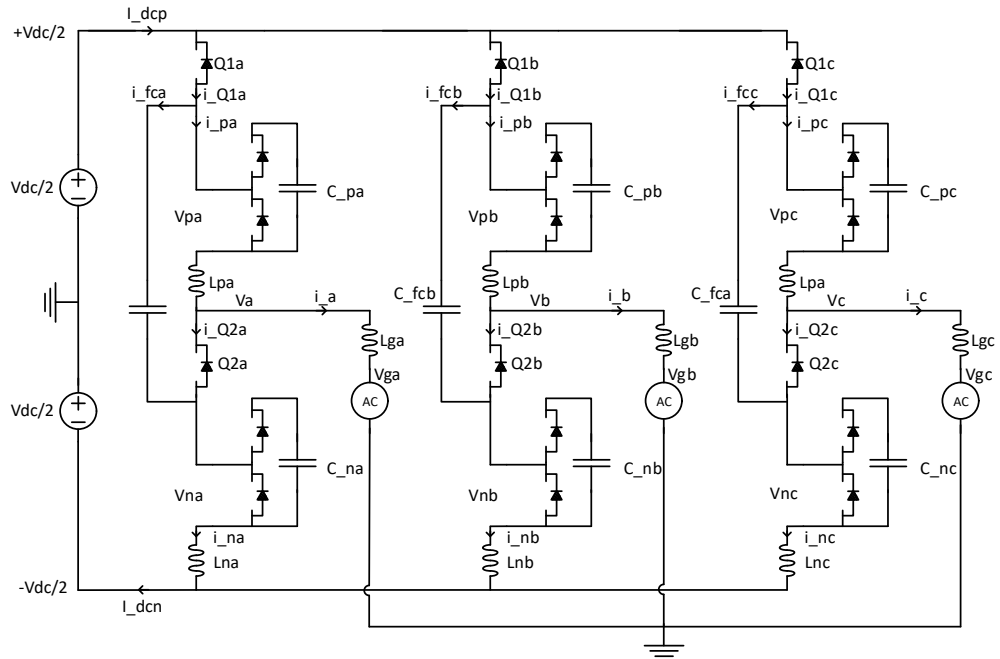 I_dcp
+Vdc/2
Q1a
Q1b
Q1c
i_fca
i_Q1a
i_fcb
i_Q1b
i_fcc
i_Q1c
i_pa
i_pb
i_pc
Vdc/2
C_pa
C_pb
C_pc
Vpa
Vpb
Vpc
Lpa
Lpb
Lpa
Va
i_a
C_fcb
Vb
i_b
C_fca
Vc
i_c
i_Q2a
i_Q2b
i_Q2c
Lga
Lgb
Lgc
Q2a
Q2b
Q2c
Vga
Vgb
Vgc
Vdc/2
AC
AC
AC
C_na
C_nb
C_nc
Vna
Vnb
Vnc
i_na
i_nb
i_nc
Lna
Lnb
Lnc
-Vdc/2
I_dcn